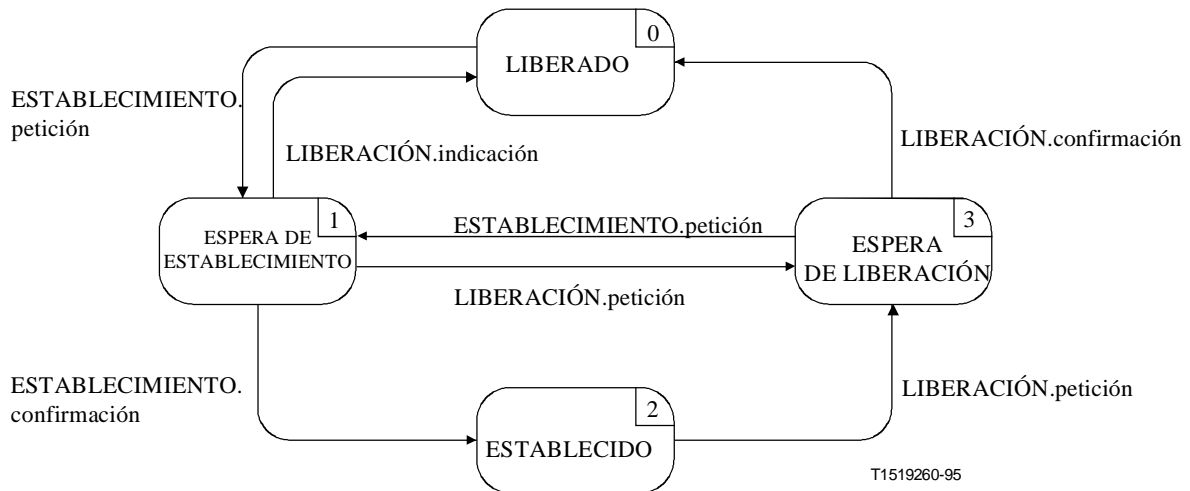 0
LIBERADO
ESTABLECIMIENTO.
petición
LIBERACIÓN.indicación
LIBERACIÓN.confirmación
1
ESPERA DE
ESTABLECIMIENTO
ESTABLECIMIENTO.petición
3
ESPERA
DE LIBERACIÓN
LIBERACIÓN.petición
ESTABLECIMIENTO.
confirmación
LIBERACIÓN.petición
2
ESTABLECIDO
T1519260-95